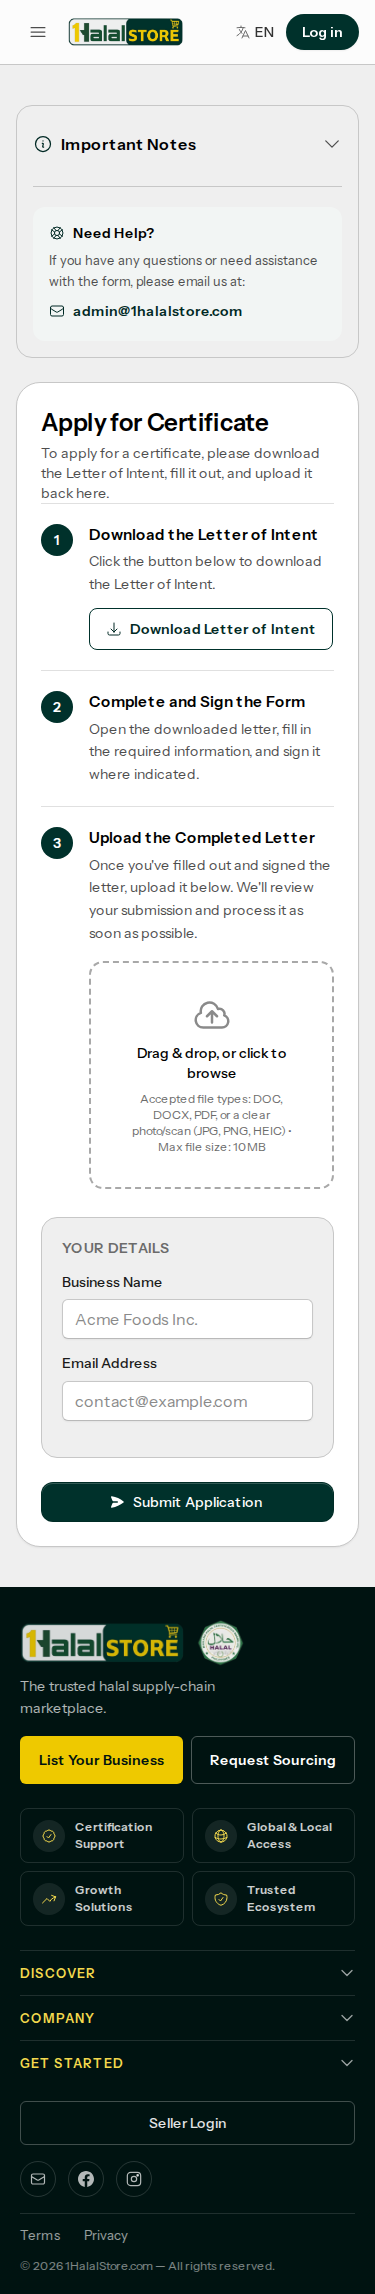 1Halal STORE
EN
Log in
Important Notes
Need Help?
If you have any questions or need assistance
with the form, please email us at:
admin@1halalstore.com
Apply for Certificate
To apply for a certificate, please download
the Letter of Intent, fill it out, and upload it
back here.
1
Download the Letter of Intent
Click the button below to download
the Letter of Intent.
Download Letter of Intent
2
Complete and Sign the Form
Open the downloaded letter, fill in
the required information, and sign it
where indicated.
3
Upload the Completed Letter
Once you've filled out and signed the
letter, upload it below. We'll review
your submission and process it as
soon as possible.
Drag & drop, or click to
browse
Accepted file types: DOC,
DOCX, PDF, or a clear
photo/scan (JPG, PNG, HEIC) •
Max file size: 10MB
YOUR DETAILS
Business Name
Acme Foods Inc.
Email Address
contact@example.com
Submit Application
1Halal STORE
حلال
HALAL
The trusted halal supply-chain
marketplace.
List Your Business
Request Sourcing
Certification
Support
Global & Local
Access
Growth
Solutions
Trusted
Ecosystem
DISCOVER
COMPANY
GET STARTED
Seller Login
Terms
Privacy
© 2026 1HalalStore.com — All rights reserved.